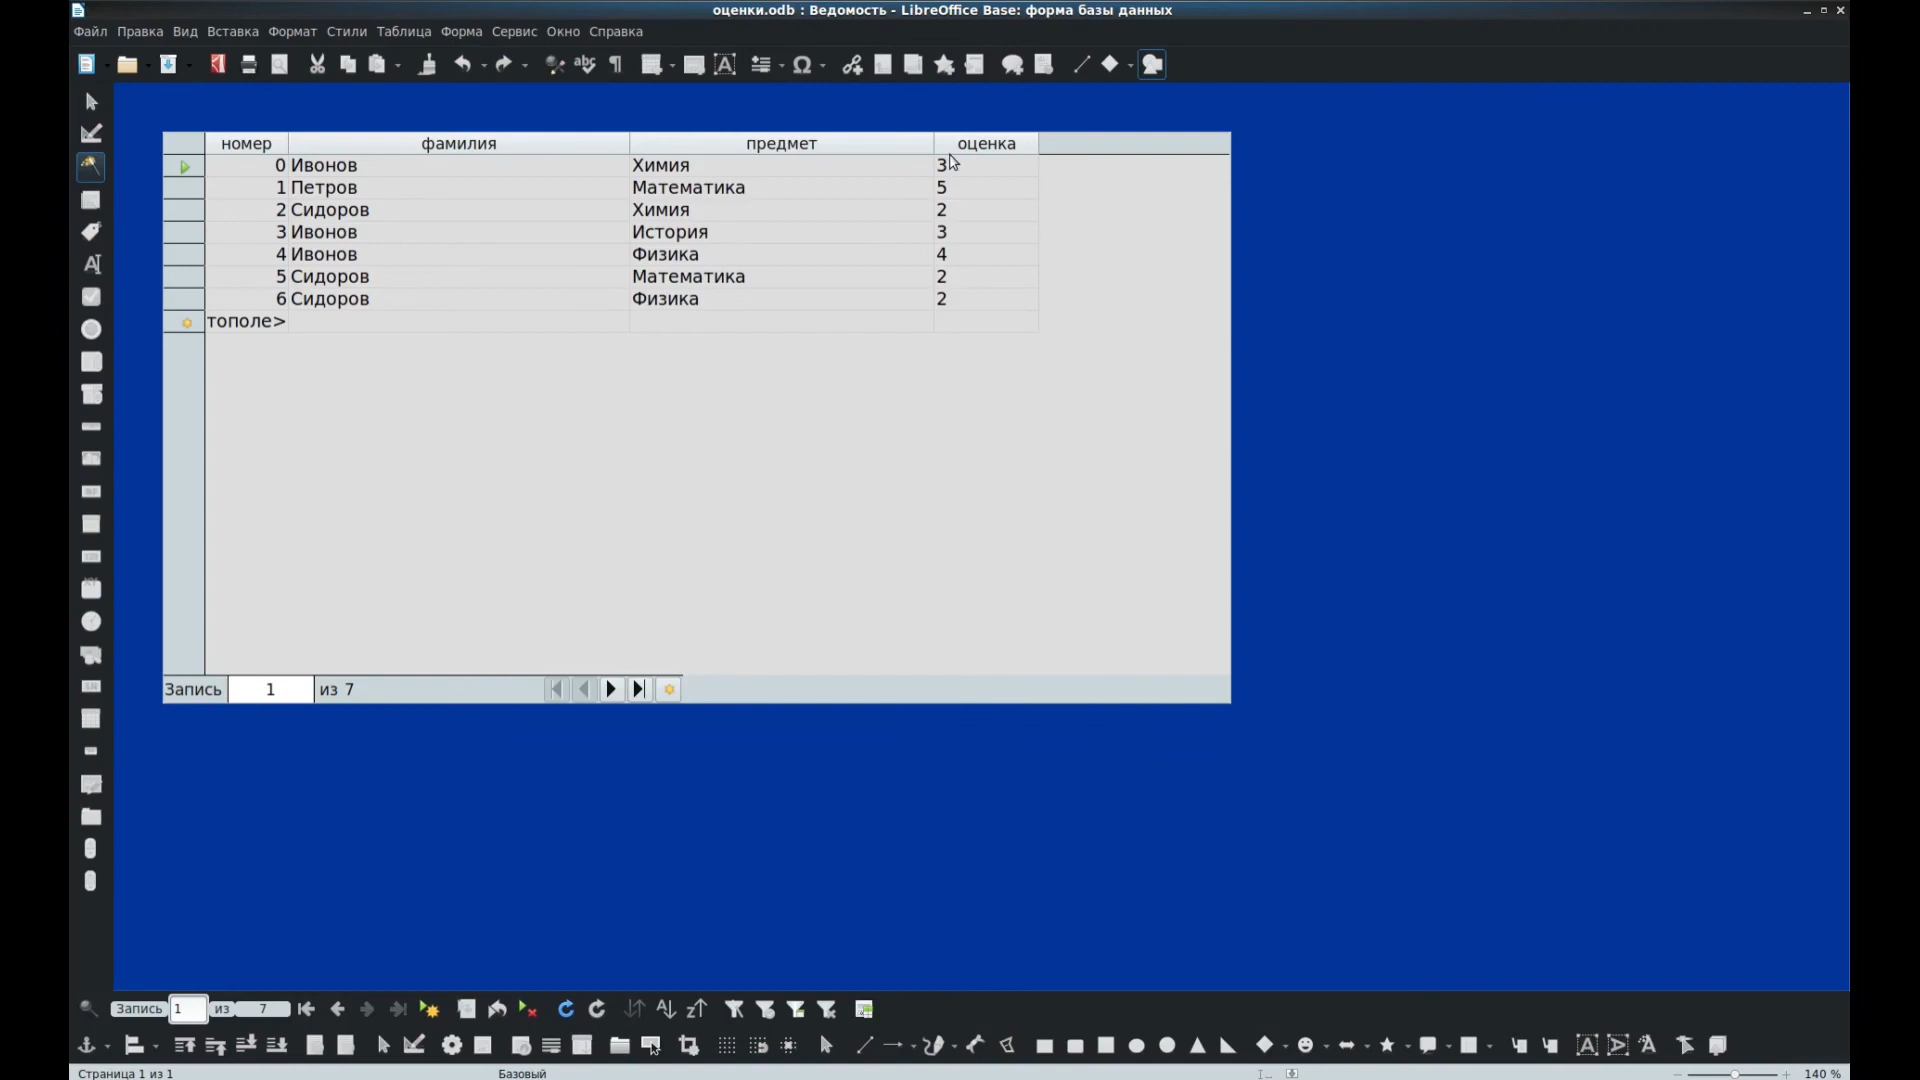 оценки.odb : Ведомость - LibreOffice Base: форма базы данных
Файл Правка Вид Вставка Формат Стили Таблица Форма Сервис Окно Справка
номер фамилия предмет оценка
0 Ивонов Химия 3
1 Петров Математика 5
2 Сидоров Химия 2
3 Ивонов История 3
4 Ивонов Физика 4
5 Сидоров Математика 2
6 Сидоров Физика 2
тополе>
Запись 1 из 7
Запись 1 из 7
Страница 1 из 1 Базовый 140 %